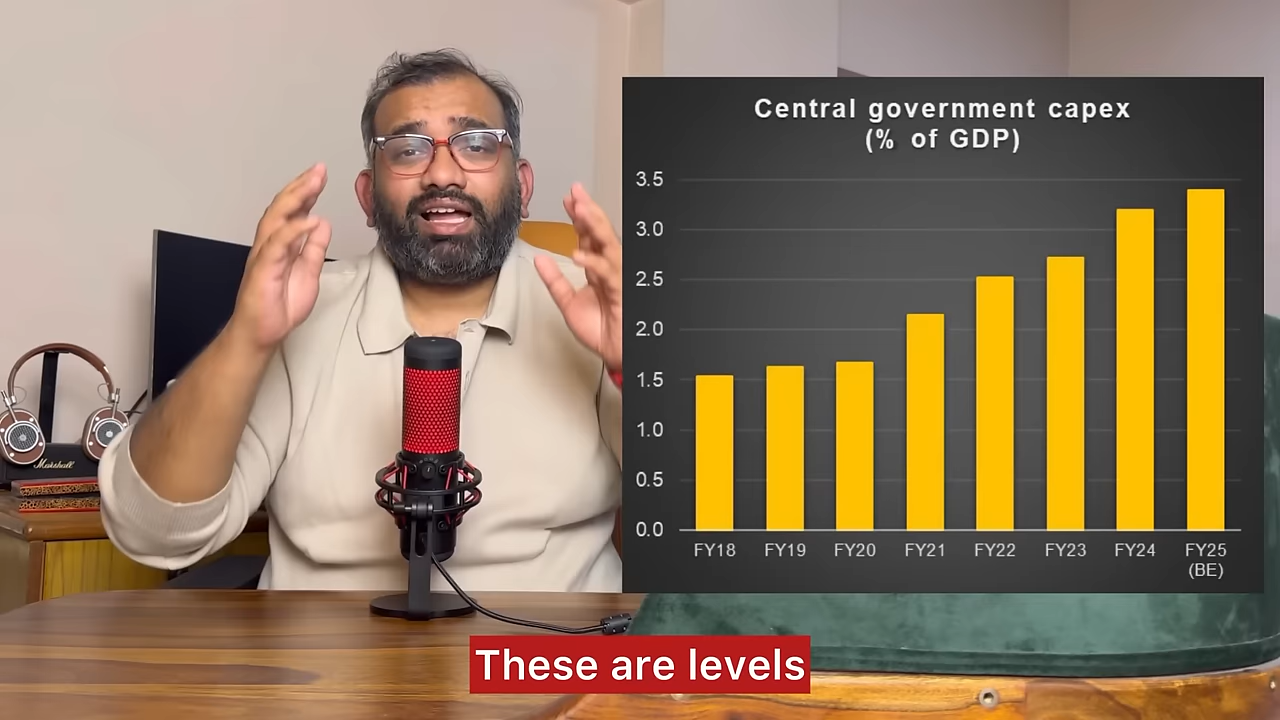 Central government capex
(% of GDP)
3.5
3.0
2.5
2.0
1.5
1.0
0.5
0.0
FY18 FY19 FY20 FY21 FY22 FY23 FY24 FY25
(BE)
Marshall
These are levels